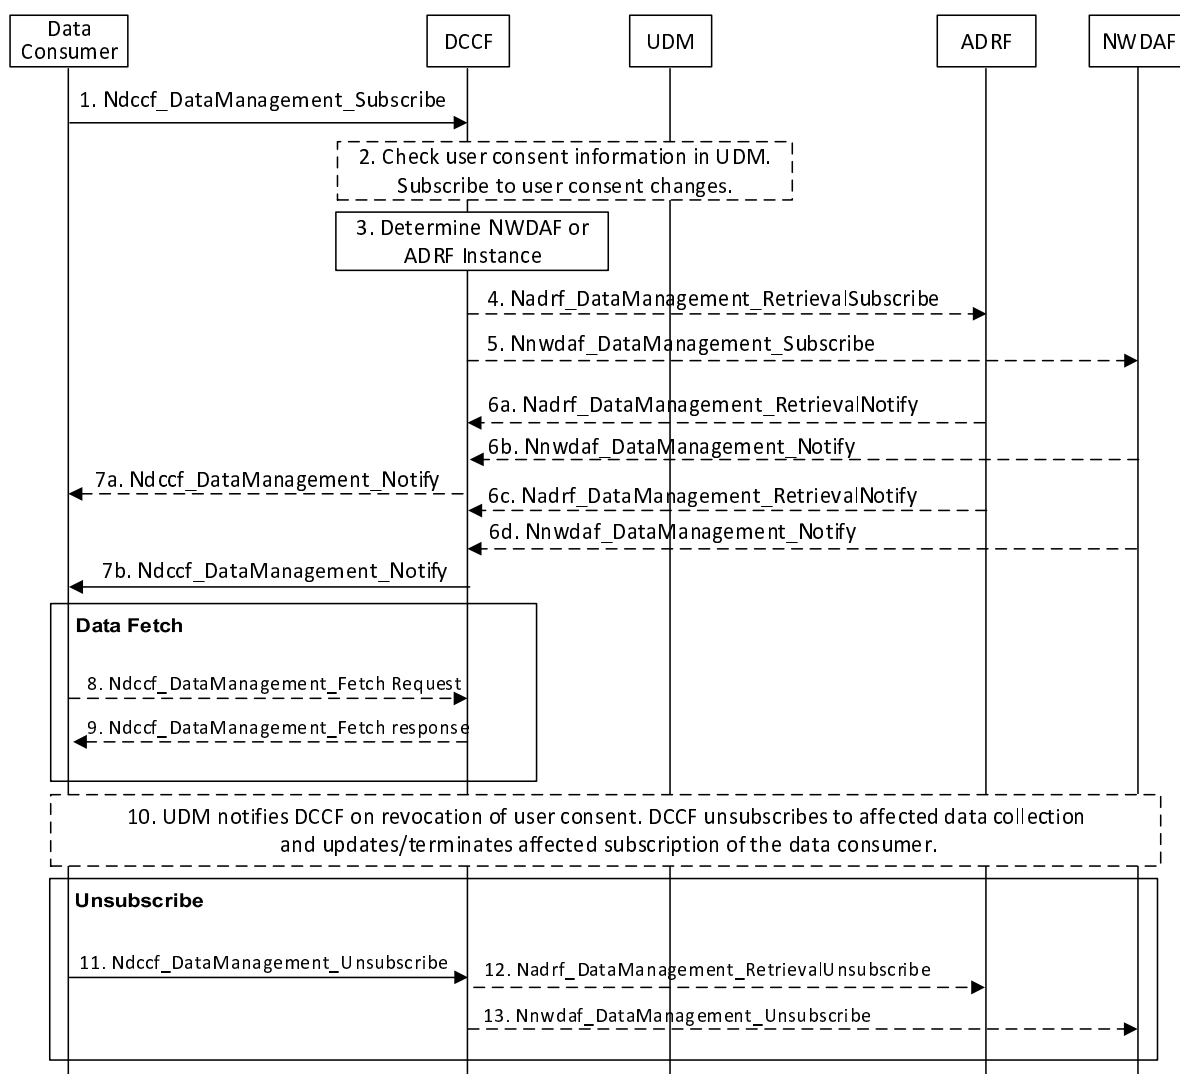 Data
Consumer
DCCF
UDM
ADRF
NWDAF
1. Ndccf_DataManagement_Subscribe
2. Check user consent information in UDM.
Subscribe to user consent changes.
3. Determine NWDAF or
ADRF Instance
4. Nadrf_DataManagement_RetrievalSubscribe
5. Nnwdaf_DataManagement_Subscribe
6a. Nadrf_DataManagement_RetrievalNotify
6b. Nnwdaf_DataManagement_Notify
7a. Ndccf_DataManagement_Notify
6c. Nadrf_DataManagement_RetrievalNotify
6d. Nnwdaf_DataManagement_Notify
7b. Ndccf_DataManagement_Notify
Data Fetch
8. Ndccf_DataManagement_Fetch Request
9. Ndccf_DataManagement_Fetch response
10. UDM notifies DCCF on revocation of user consent. DCCF unsubscribes to affected data collection
and updates/terminates affected subscription of the data consumer.
Unsubscribe
11. Ndccf_DataManagement_Unsubscribe
12. Nadrf_DataManagement_RetrievalUnsubscribe
13. Nnwdaf_DataManagement_Unsubscribe